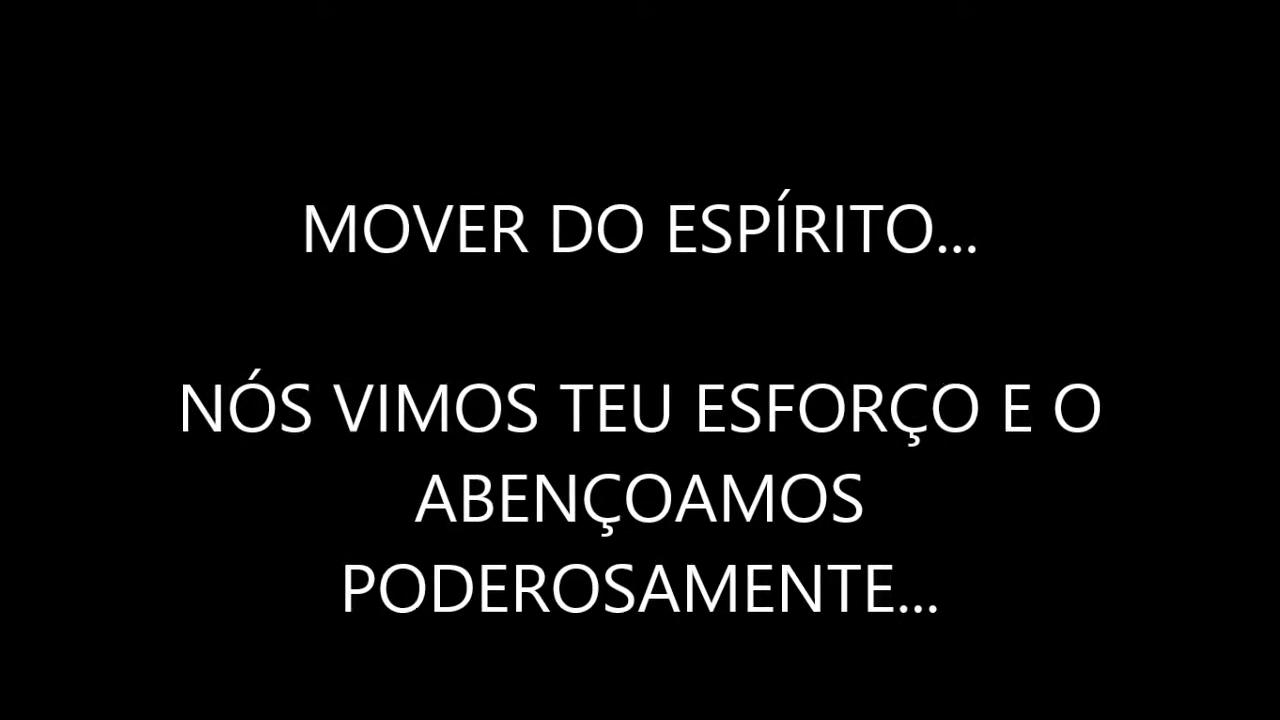 MOVER DO ESPÍRITO...
NÓS VIMOS TEU ESFORÇO E O
ABENÇOAMOS
PODEROSAMENTE...